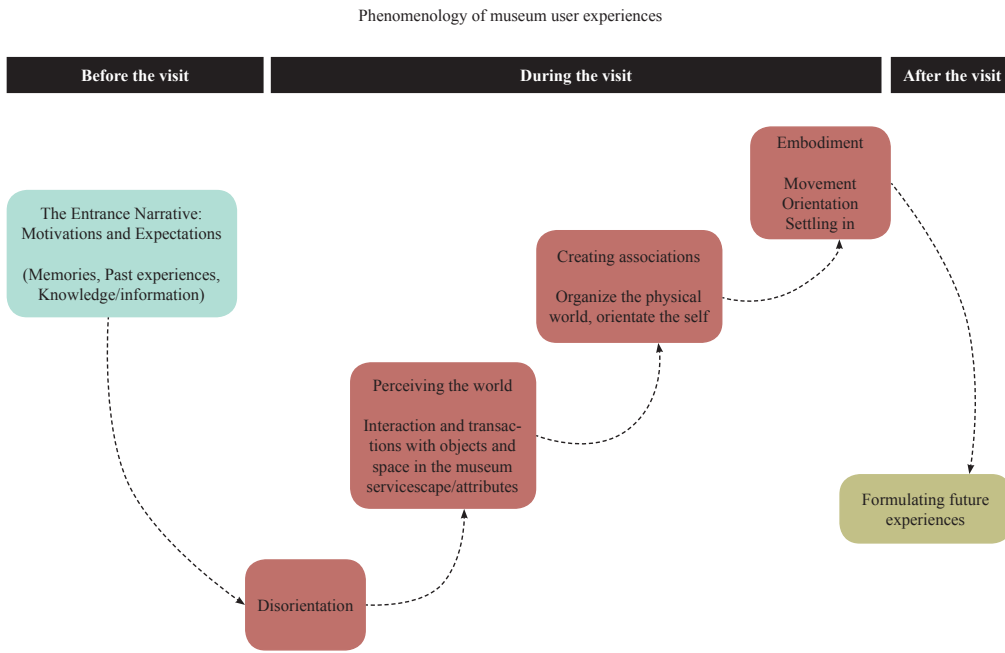 Phenomenology of museum user experiences
Before the visit
During the visit
After the visit
The Entrance Narrative:
Motivations and Expectations
(Memories, Past experiences,
Knowledge/information)
Disorientation
Perceiving the world
Interaction and transac-
tions with objects and
space in the museum
servicescape/attributes
Creating associations
Organize the physical
world, orientate the self
Embodiment
Movement
Orientation
Settling in
Formulating future
experiences